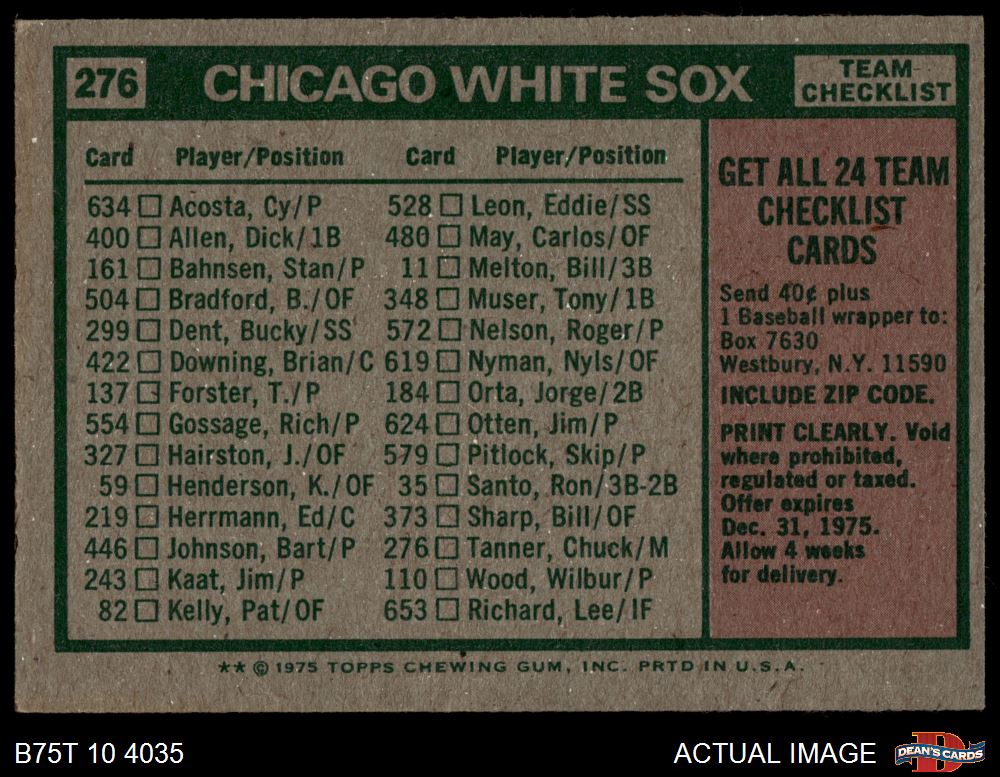 276 CHICAGO WHITE SOX TEAM CHECKLIST
Card Player/Position Card Player/Position
634 Acosta, Cy/P 528 Leon, Eddie/SS
400 Allen, Dick/1B 480 May, Carlos/OF
161 Bahnsen, Stan/P 11 Melton, Bill/3B
504 Bradford, B./OF 348 Muser, Tony/1B
299 Dent, Bucky/SS 572 Nelson, Roger/P
422 Downing, Brian/C 619 Nyman, Nyls/OF
137 Forster, T./P 184 Orta, Jorge/2B
554 Gossage, Rich/P 624 Otten, Jim/P
327 Hairston, J./OF 579 Pitlock, Skip/P
59 Henderson, K./OF 35 Santo, Ron/3B-2B
219 Herrmann, Ed/C 373 Sharp, Bill/OF
446 Johnson, Bart/P 276 Tanner, Chuck/M
243 Kaat, Jim/P 110 Wood, Wilbur/P
82 Kelly, Pat/OF 653 Richard, Lee/IF
GET ALL 24 TEAM
CHECKLIST
CARDS
Send 40¢ plus
1 Baseball wrapper to:
Box 7630
Westbury, N.Y. 11590
INCLUDE ZIP CODE.
PRINT CLEARLY. Void
where prohibited,
regulated or taxed.
Offer expires
Dec. 31, 1975.
Allow 4 weeks
for delivery.
** © 1975 TOPPS CHEWING GUM, INC. PRTD IN U.S.A.
B75T 10 4035 ACTUAL IMAGE DEAN'S CARDS